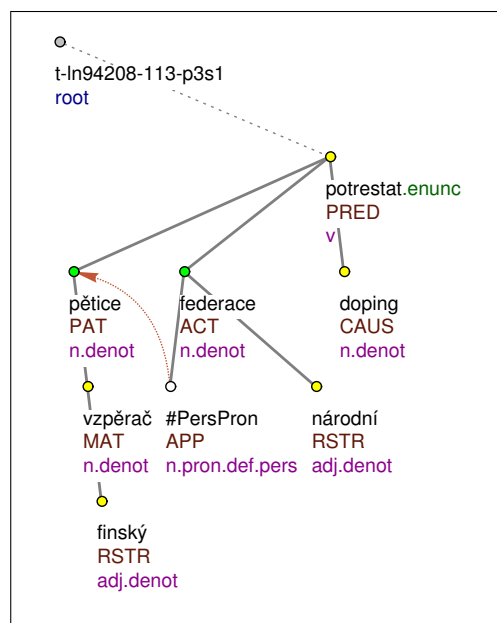 t-ln94208-113-p3s1
root
potrestat.enunc
PRED
v
pětice
PAT
n.denot
federace
ACT
n.denot
doping
CAUS
n.denot
vzpěrač
MAT
n.denot
#PersPron
APP
n.pron.def.pers
národní
RSTR
adj.denot
finský
RSTR
adj.denot